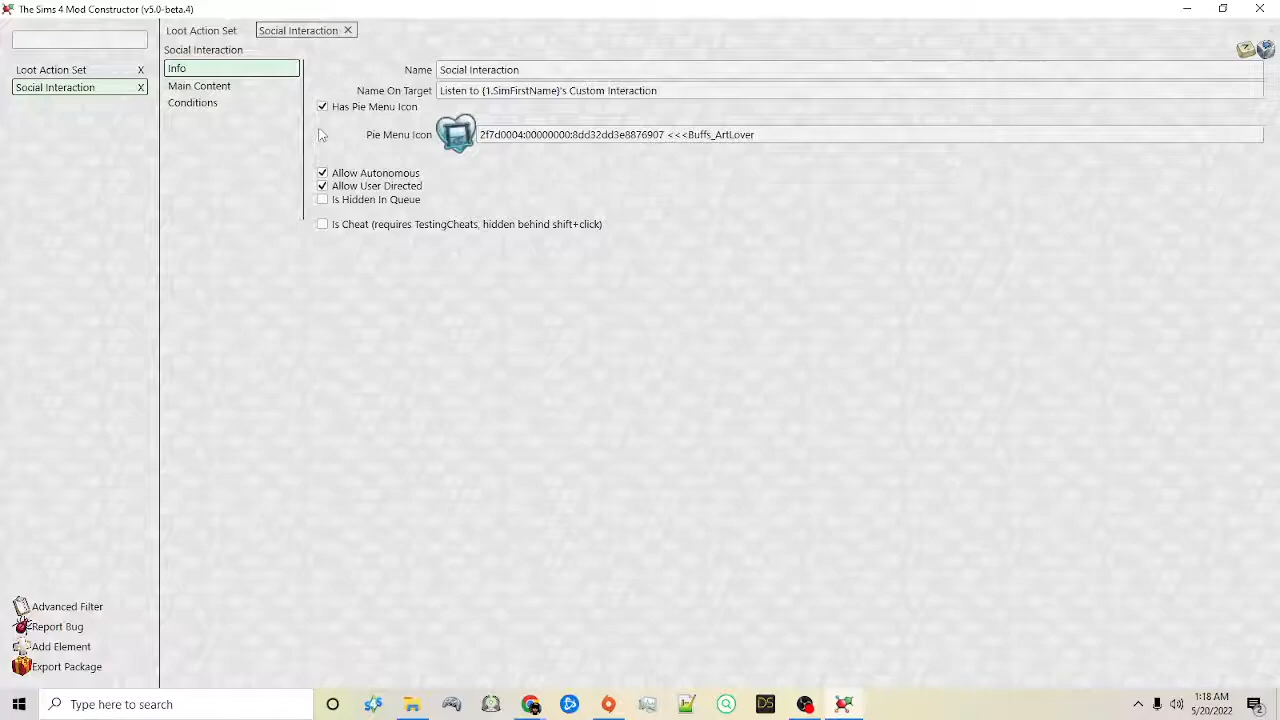 The Sims 4 Mod Constructor (v5.0-beta.4)
Loot Action Set
Social Interaction
Social Interaction
Loot Action Set X
Social Interaction X
Info
Main Content
Conditions
Name Social Interaction
Name On Target Listen to {1.SimFirstName}'s Custom Interaction
Has Pie Menu Icon
Pie Menu Icon 2f7d0004:00000000:8dd32dd3e8876907 <<<Buffs_ArtLover
Allow Autonomous
Allow User Directed
Is Hidden In Queue
Is Cheat (requires TestingCheats, hidden behind shift+click)
Advanced Filter
Report Bug
Add Element
Export Package
Type here to search
DS
1:18 AM
5/20/2022
2